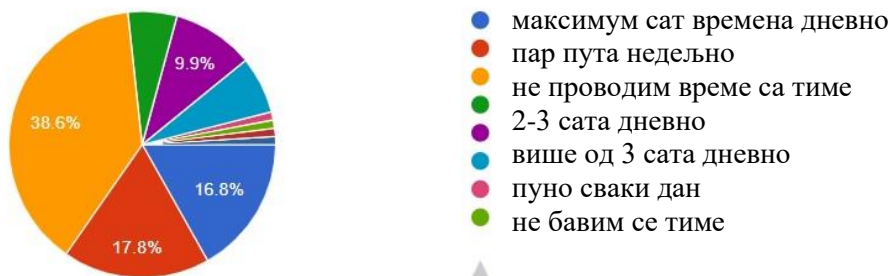 максимум сат времена дневно
пар пута недељно
не проводим време са тиме
2-3 сата дневно
више од 3 сата дневно
пуно сваки дан
не бавим се тиме
9.9%
38.6%
16.8%
17.8%